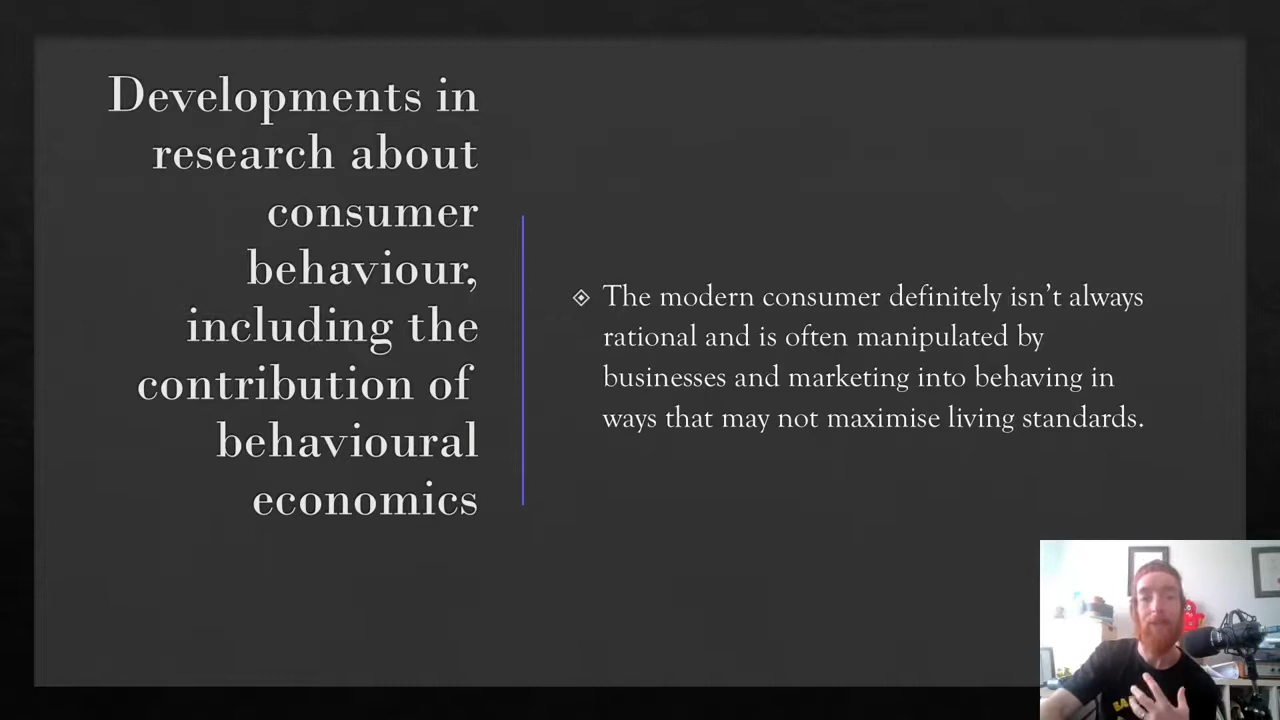 Developments in
research about
consumer
behaviour,
including the
contribution of
behavioural
economics
The modern consumer definitely isn’t always
rational and is often manipulated by
businesses and marketing into behaving in
ways that may not maximise living standards.